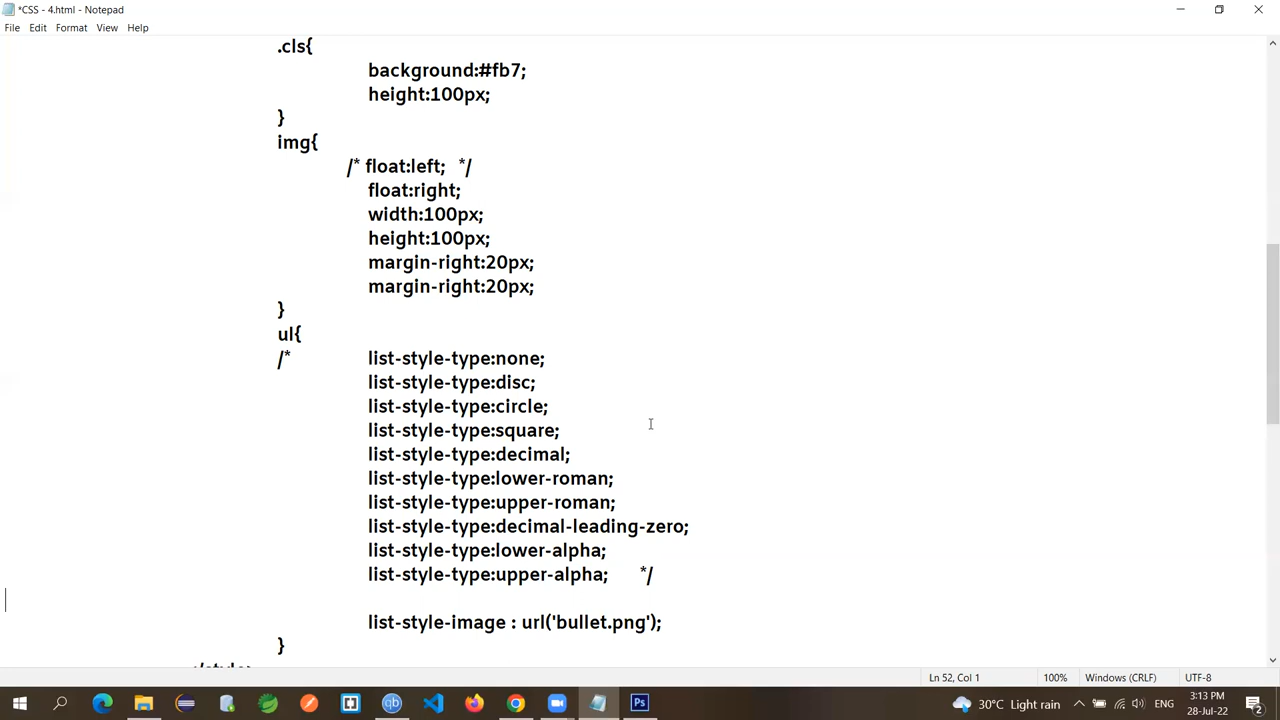 *CSS - 4.html - Notepad
File Edit Format View Help
.cls{
background:#fb7;
height:100px;
}
img{
/* float:left; */
float:right;
width:100px;
height:100px;
margin-right:20px;
margin-right:20px;
}
ul{
/* list-style-type:none;
list-style-type:disc;
list-style-type:circle;
list-style-type:square;
list-style-type:decimal;
list-style-type:lower-roman;
list-style-type:upper-roman;
list-style-type:decimal-leading-zero;
list-style-type:lower-alpha;
list-style-type:upper-alpha; */
list-style-image : url('bullet.png');
}
</style>
Ln 52, Col 1 100% Windows (CRLF) UTF-8
qb Ps 30°C Light rain ENG 3:13 PM
28-Jul-22 2